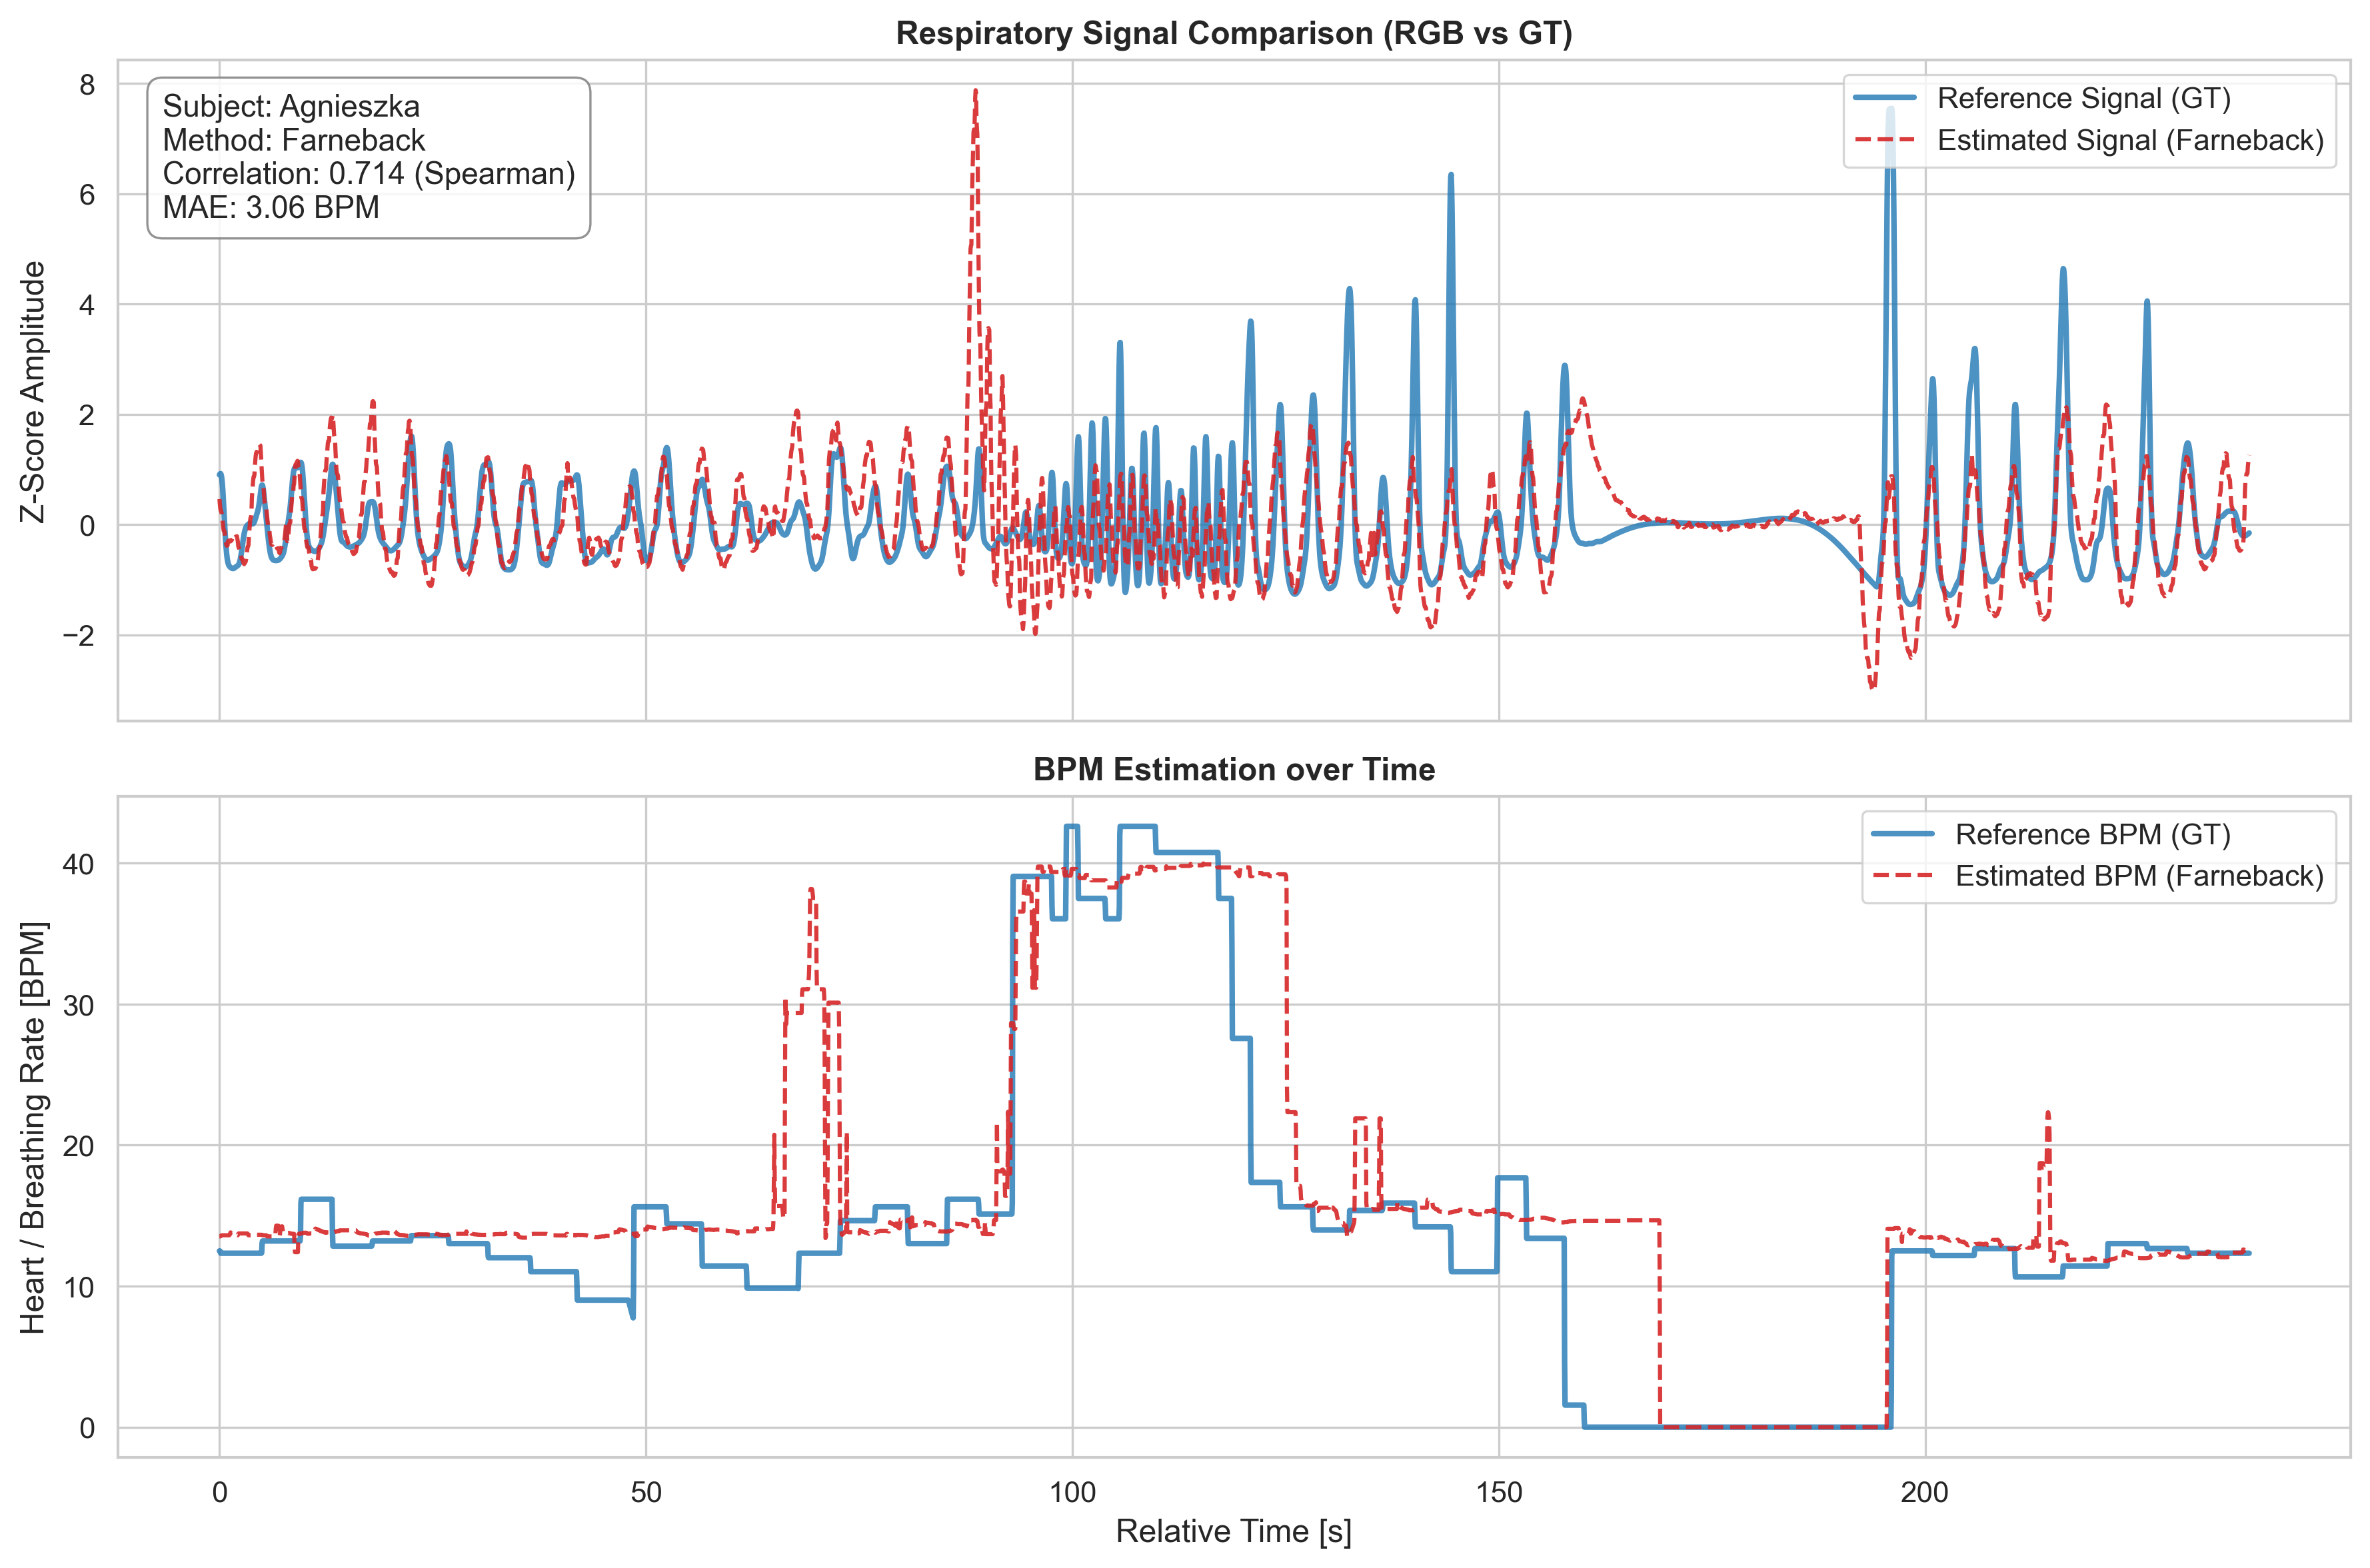 Respiratory Signal Comparison (RGB vs GT)
Subject: Agnieszka
Method: Farneback
Correlation: 0.714 (Spearman)
MAE: 3.06 BPM
Reference Signal (GT)
Estimated Signal (Farneback)
Z-Score Amplitude
8
6
4
2
0
−2
BPM Estimation over Time
Reference BPM (GT)
Estimated BPM (Farneback)
Heart / Breathing Rate [BPM]
40
30
20
10
0
0 50 100 150 200
Relative Time [s]